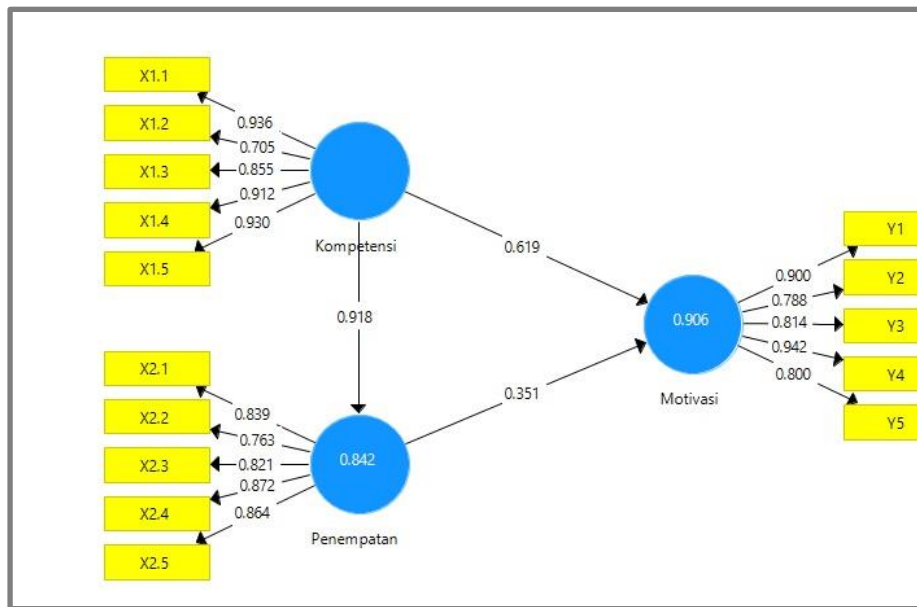 X1.1
X1.2
X1.3
X1.4
X1.5
0.936
0.705
0.855
0.912
0.930
Kompetensi
0.619
0.918
X2.1
X2.2
X2.3
X2.4
X2.5
0.839
0.763
0.821
0.872
0.864
0.842
Penempatan
0.351
0.906
Motivasi
0.900
0.788
0.814
0.942
0.800
Y1
Y2
Y3
Y4
Y5